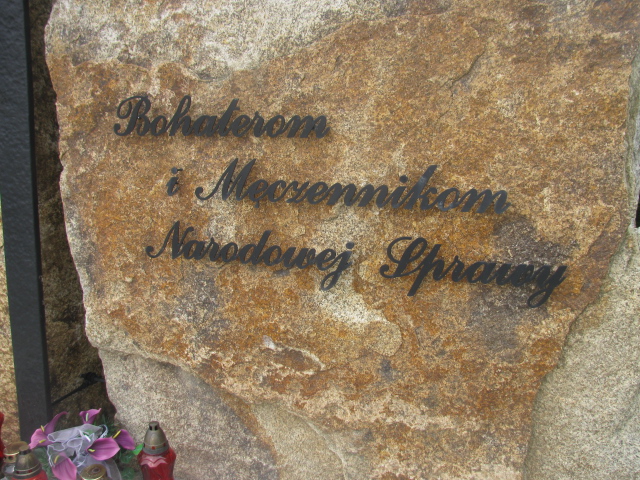 Bohaterom
i Męczennikom
Narodowej Sprawy